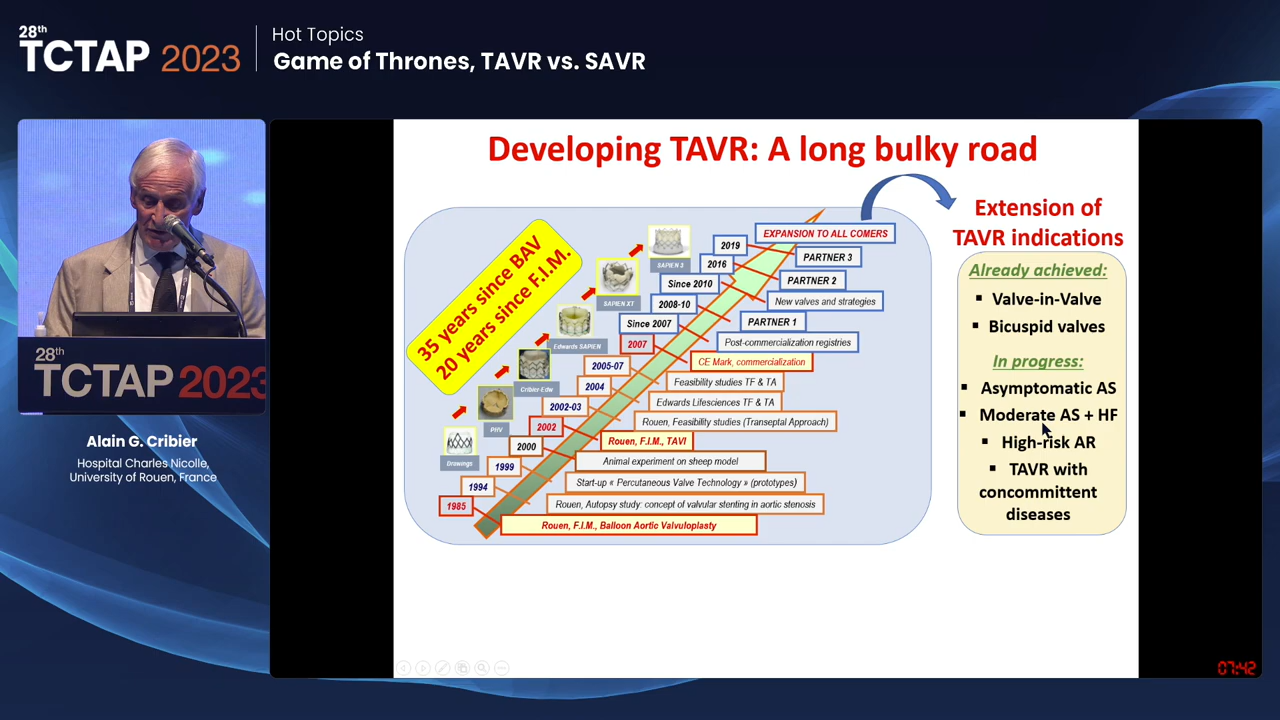 28th
TCTAP 2023
Hot Topics
Game of Thrones, TAVR vs. SAVR
28th
TCTAP 2023
Alain G. Cribier
Hospital Charles Nicolle,
University of Rouen, France
Developing TAVR: A long bulky road
35 years since BAV
20 years since F.I.M.
EXPANSION TO ALL COMERS
2019
PARTNER 3
2016
PARTNER 2
Since 2010
New valves and strategies
2008-10
PARTNER 1
Since 2007
Post-commercialization registries
2007
CE Mark, commercialization
2005-07
Feasibility studies TF & TA
2004
Edwards Lifesciences TF & TA
2002-03
Rouen, Feasibility studies (Transeptal Approach)
2002
Rouen, F.I.M, TAVI
2000
Animal experiment on sheep model
1999
Start-up « Percutaneous Valve Technology » (prototypes)
1994
Rouen, Autopsy study: concept of valvular stenting in aortic stenosis
1985
Rouen, F.I.M., Balloon Aortic Valvuloplasty
SAPIEN 3
SAPIEN XT
Edwards SAPIEN
Cribier-Edw
PHV
Drawings
Extension of
TAVR indications
Already achieved:
▪ Valve-in-Valve
▪ Bicuspid valves
In progress:
▪ Asymptomatic AS
▪ Moderate AS + HF
▪ High-risk AR
▪ TAVR with
concommittent
diseases
07:42